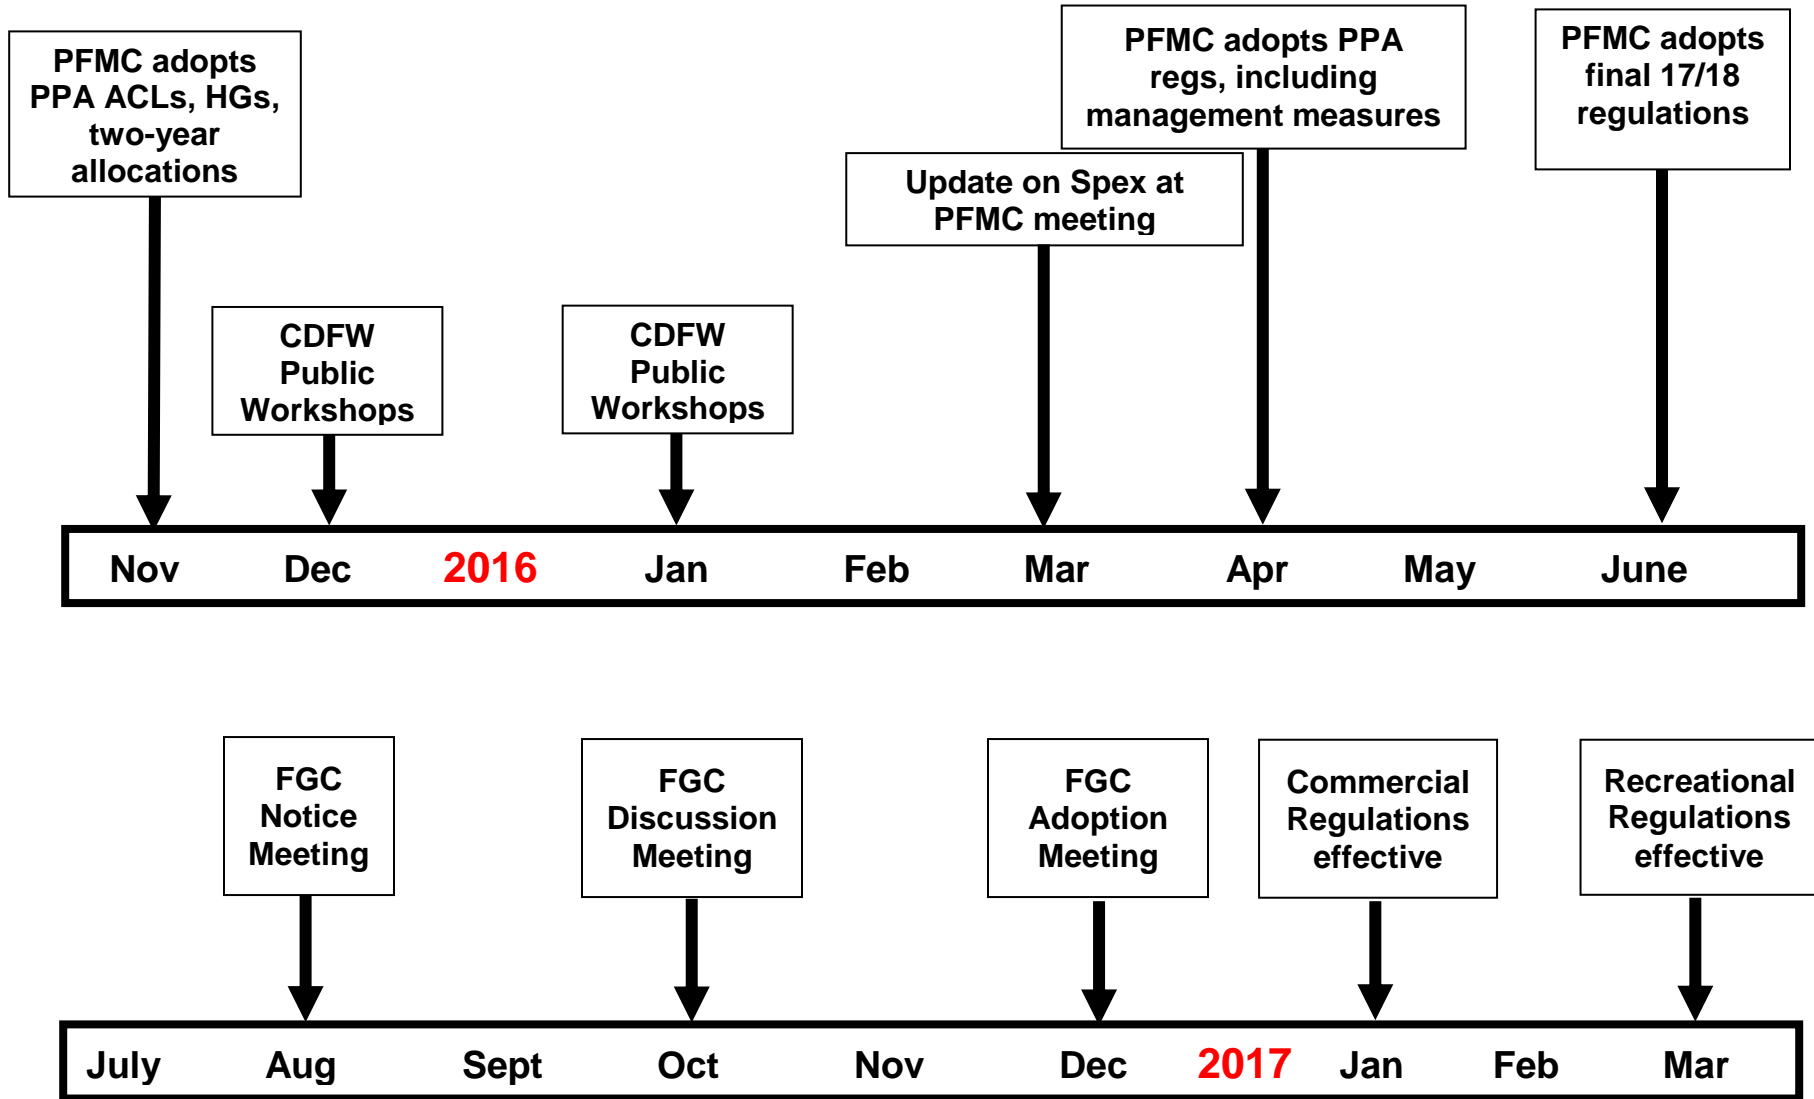 PFMC adopts
PPA ACLs, HGs,
two-year
allocations
CDFW
Public
Workshops
CDFW
Public
Workshops
Update on Spex at
PFMC meeting
PFMC adopts PPA
regs, including
management measures
PFMC adopts
final 17/18
regulations
Nov Dec 2016 Jan Feb Mar Apr May June
FGC
Notice
Meeting
FGC
Discussion
Meeting
FGC
Adoption
Meeting
Commercial
Regulations
effective
Recreational
Regulations
effective
July Aug Sept Oct Nov Dec 2017 Jan Feb Mar